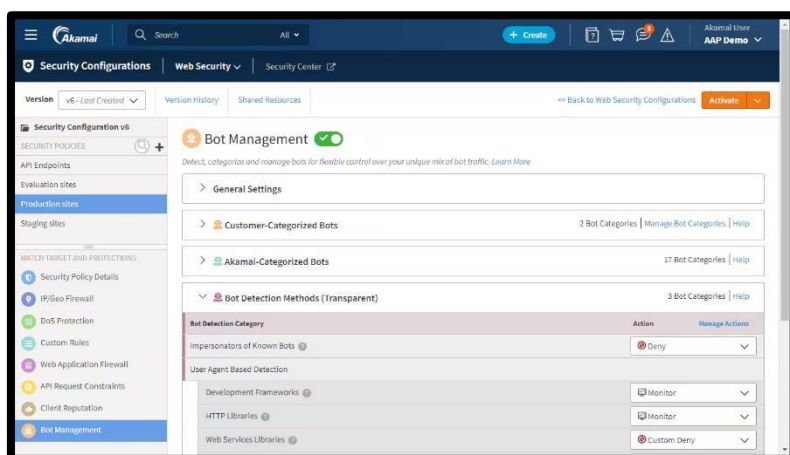 Akamai
Search
All
+ Create
Akamai User
AAP Demo
Security Configurations
Web Security
Security Center
Version
v6 - Last Created
Version History
Shared Resources
<< Back to Web Security Configurations
Activate
Security Configuration v6
SECURITY POLICIES
API Endpoints
Evaluation sites
Production sites
Staging sites
MATCH TARGET AND PROTECTIONS
Security Policy Details
IP/Geo Firewall
DoS Protection
Custom Rules
Web Application Firewall
API Request Constraints
Client Reputation
Bot Management
Bot Management
Detect, categorize and manage bots for flexible control over your unique mix of bot traffic. Learn More
General Settings
Customer-Categorized Bots
2 Bot Categories | Manage Bot Categories | Help
Akamai-Categorized Bots
17 Bot Categories | Help
Bot Detection Methods (Transparent)
3 Bot Categories | Help
Bot Detection Category
Action
Manage Actions
Impersonators of Known Bots
Deny
User Agent Based Detection
Development Frameworks
Monitor
HTTP Libraries
Monitor
Web Services Libraries
Custom Deny